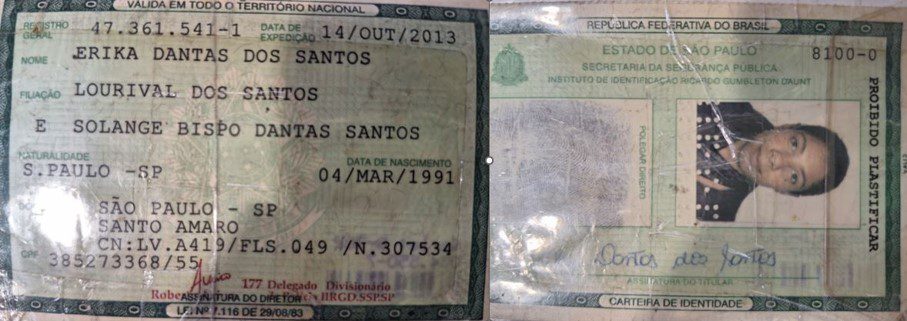 VÁLIDA EM TODO O TERRITÓRIO NACIONAL
REGISTRO GERAL 47.361.541-1 DATA DE EXPEDIÇÃO 14/OUT/2013
NOME ERIKA DANTAS DOS SANTOS
FILIAÇÃO LOURIVAL DOS SANTOS
E SOLANGE BISPO DANTAS SANTOS
NATURALIDADE DATA DE NASCIMENTO
S.PAULO -SP 04/MAR/1991
SÃO PAULO - SP
SANTO AMARO
CN:LV.A419/FLS.049 /N.307534
CPF 385273368/55
177 Delegado Divisionário
IIRGD.SSP.SP
ASSINATURA DO DIRETOR
LEI Nº 7.116 DE 29/08/83
REPÚBLICA FEDERATIVA DO BRASIL
ESTADO DE SÃO PAULO 8100-0
SECRETARIA DA SEGURANÇA PÚBLICA
INSTITUTO DE IDENTIFICAÇÃO RICARDO GUMBLETON DAUNT
POLEGAR DIREITO
PROIBIDO PLASTIFICAR
Dantas dos Santos
ASSINATURA DO TITULAR
CARTEIRA DE IDENTIDADE